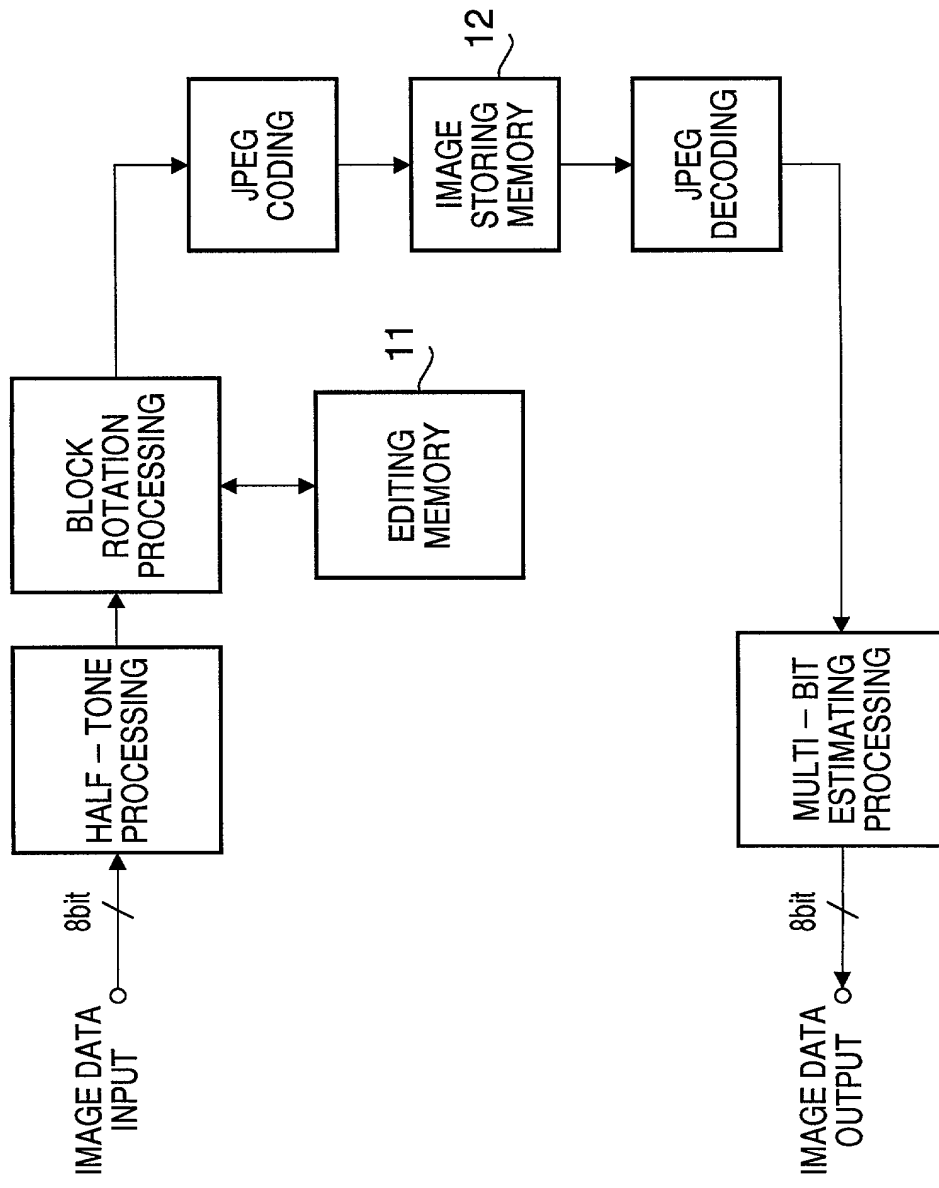 IMAGE DATA
INPUT
8bit
HALF – TONE
PROCESSING
BLOCK
ROTATION
PROCESSING
EDITING
MEMORY
11
JPEG
CODING
IMAGE
STORING
MEMORY
12
JPEG
DECODING
MULTI – BIT
ESTIMATING
PROCESSING
8bit
IMAGE DATA
OUTPUT